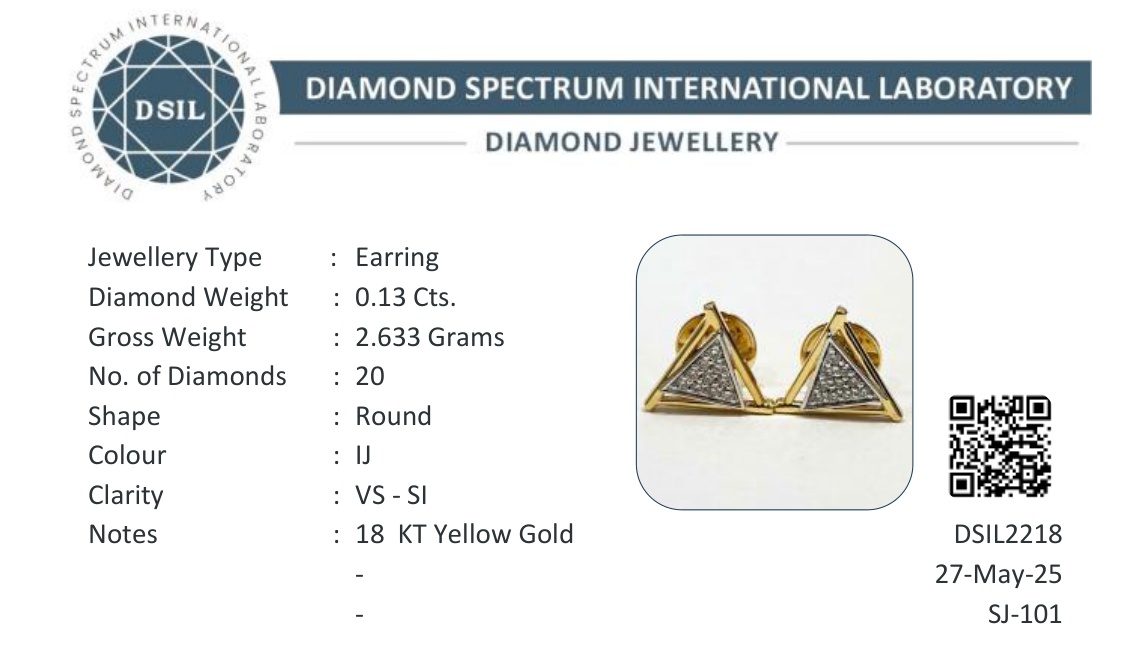 DIAMOND SPECTRUM INTERNATIONAL LABORATORY
DSIL
DIAMOND SPECTRUM INTERNATIONAL LABORATORY
DIAMOND JEWELLERY
Jewellery Type : Earring
Diamond Weight : 0.13 Cts.
Gross Weight : 2.633 Grams
No. of Diamonds : 20
Shape : Round
Colour : IJ
Clarity : VS - SI
Notes : 18 KT Yellow Gold
-
-
DSIL2218
27-May-25
SJ-101